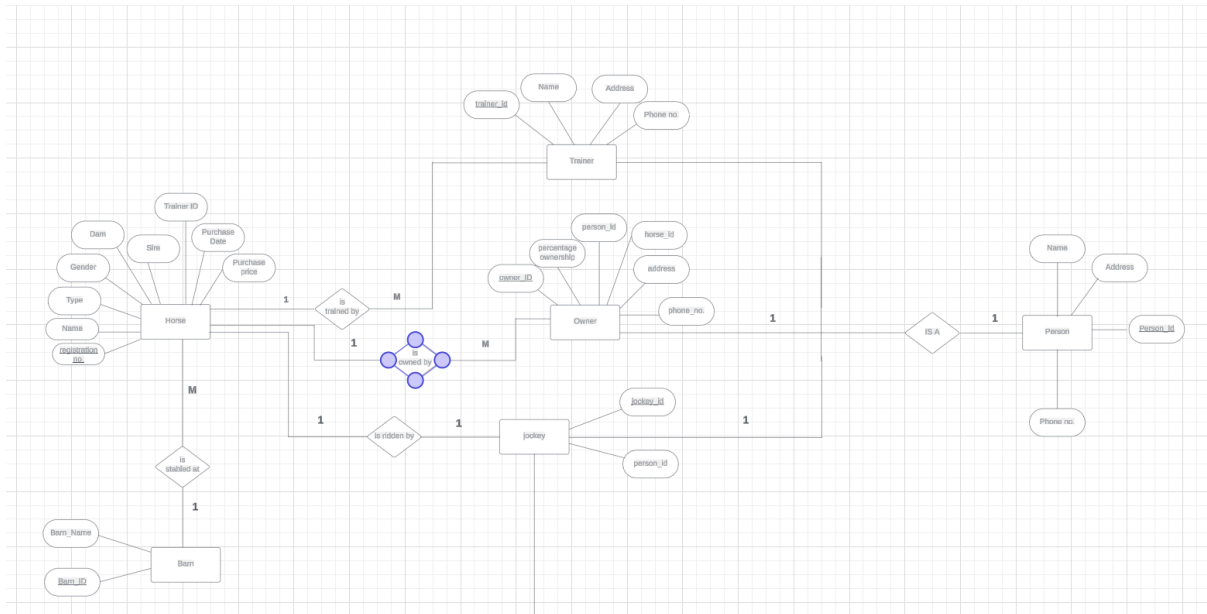 Name
Address
trainer_id
Phone no.
Trainer
Trainer ID
Dam
Sire
Purchase
Date
Purchase
price
Gender
Type
Name
registration
no.
Horse
1
is
trained by
M
person_id
horse_id
percentage
ownership
owner_ID
address
phone_no.
Owner
1
1
is
owned by
M
IS A
1
Name
Address
Person_Id
Person
Phone no.
M
1
is ridden by
1
jockey
jockey_id
person_id
1
is
stabled at
1
Barn_Name
Barn_ID
Barn